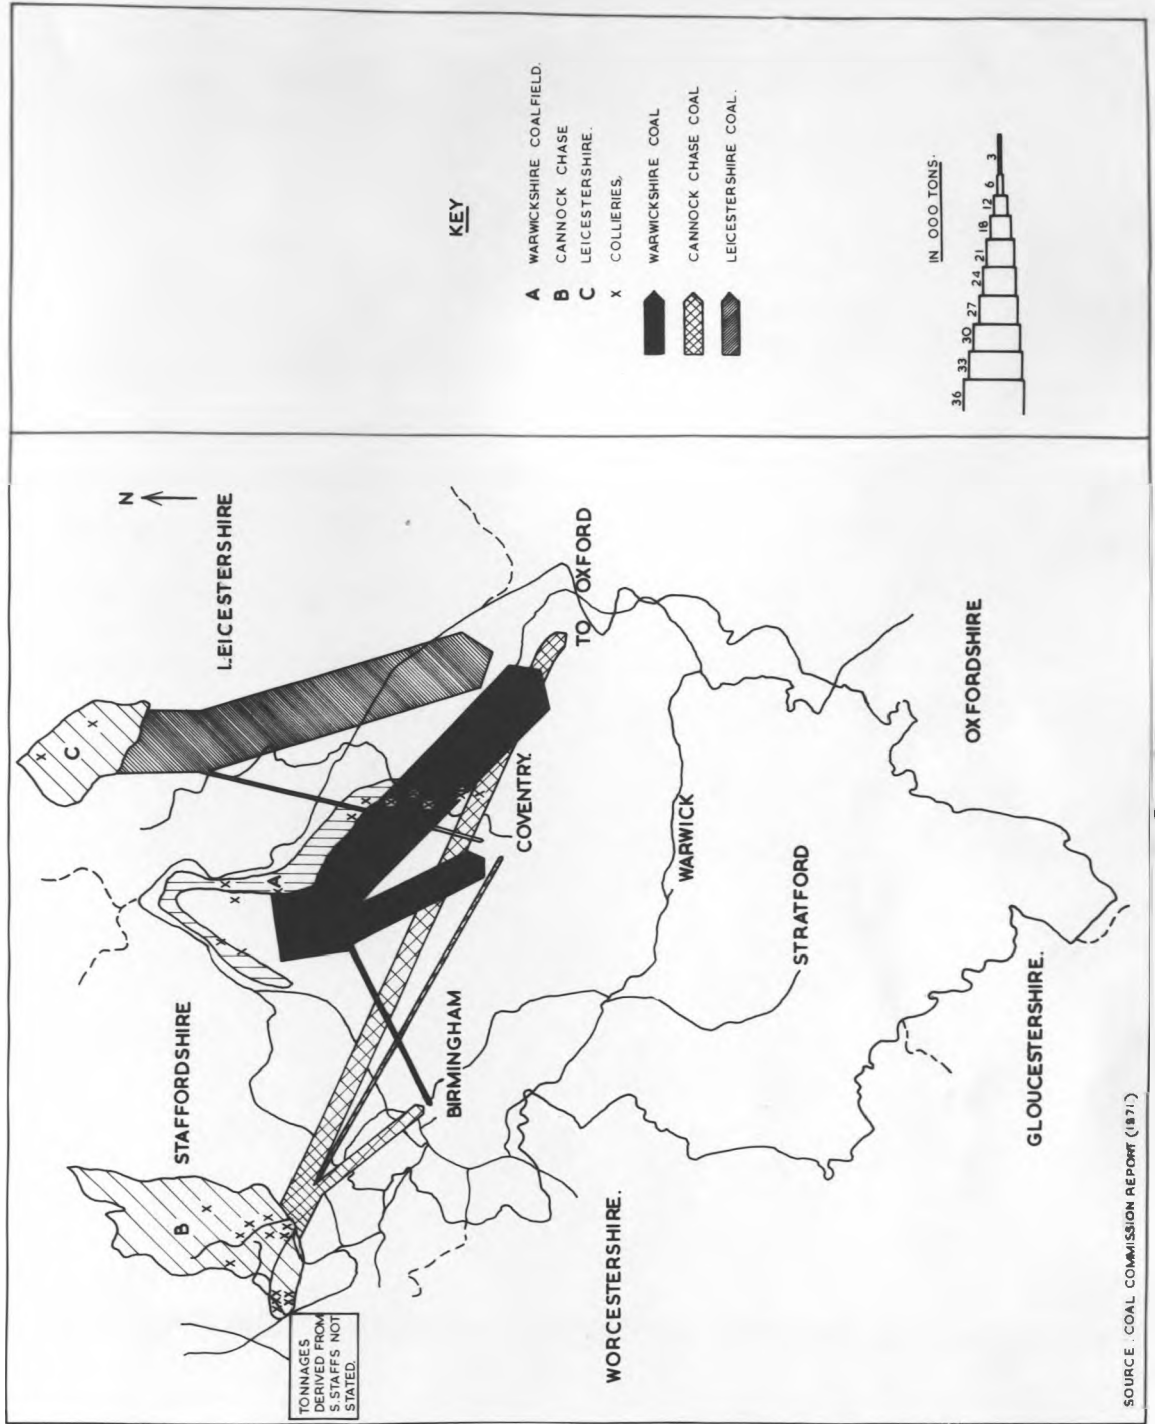 KEY
A WARWICKSHIRE COALFIELD.
B CANNOCK CHASE
C LEICESTERSHIRE.
x COLLIERIES.
WARWICKSHIRE COAL
CANNOCK CHASE COAL
LEICESTERSHIRE COAL.
IN 000 TONS.
36
33
30
27
24
21
18
12
6
3
N
LEICESTERSHIRE
C
TO OXFORD
A
COVENTRY.
OXFORDSHIRE
WARWICK
STRATFORD
STAFFORDSHIRE
BIRMINGHAM
B
GLOUCESTERSHIRE.
WORCESTERSHIRE.
TONNAGES
DERIVED FROM
S.STAFFS NOT
STATED.
SOURCE : COAL COMMISSION REPORT (1871)